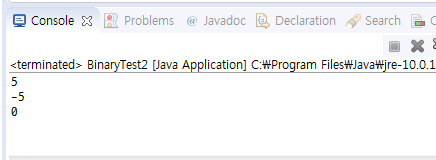 Console Problems @ Javadoc Declaration Search
<terminated> BinaryTest2 [Java Application] C:₩Program Files₩Java₩jre-10.0.1
5
-5
0